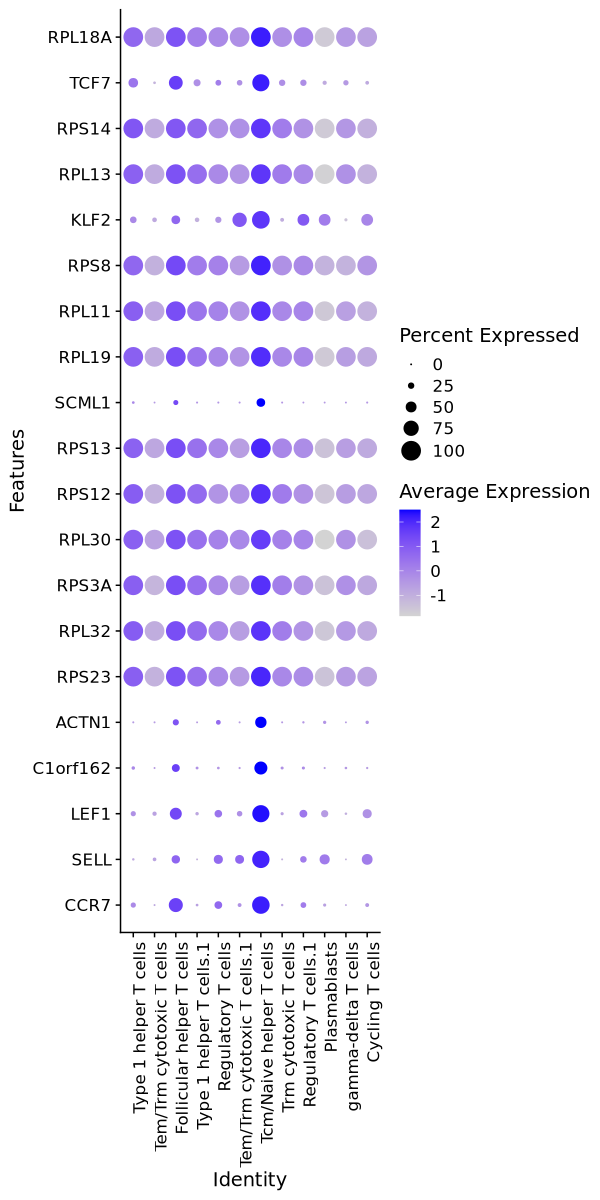 RPL18A
TCF7
RPS14
RPL13
KLF2
RPS8
RPL11
RPL19
SCML1
RPS13
RPS12
RPL30
RPS3A
RPL32
RPS23
ACTN1
C1orf162
LEF1
SELL
CCR7
Features
Type 1 helper T cells
Tem/Trm cytotoxic T cells
Follicular helper T cells
Type 1 helper T cells.1
Regulatory T cells
Tem/Trm cytotoxic T cells.1
Tcm/Naive helper T cells
Trm cytotoxic T cells
Regulatory T cells.1
Plasmablasts
gamma-delta T cells
Cycling T cells
Identity
Percent Expressed
0
25
50
75
100
Average Expression
2
1
0
-1